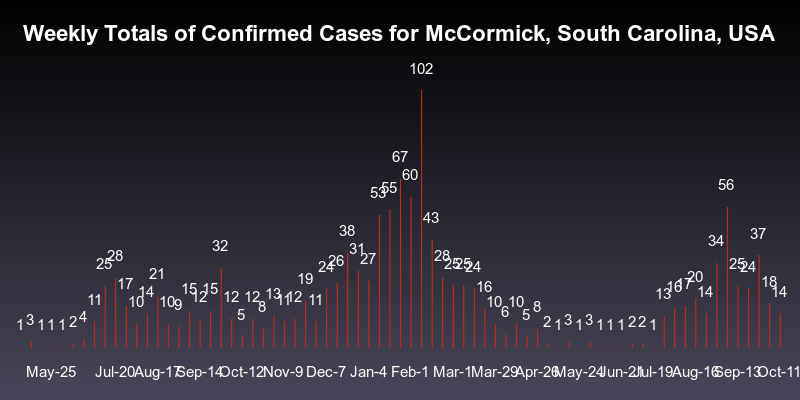 Weekly Totals of Confirmed Cases for McCormick, South Carolina, USA
102
67
60
53 55 56
43
38 37
32 31 34
28 27 28
25 24 26 25 25 24 25 24
21 19 20
17 14 15 12 15 12 12 13 11 12 16 13 16 17 14 18 14
11 10 10 9 8 11 10 10 8
1 3 1 1 1 2 4 5 6 5 2 1 3 1 3 1 1 1 2 2 1
May-25 Jul-20 Aug-17 Sep-14 Oct-12 Nov-9 Dec-7 Jan-4 Feb-1 Mar-1 Mar-29 Apr-26 May-24 Jun-21 Jul-19 Aug-16 Sep-13 Oct-11